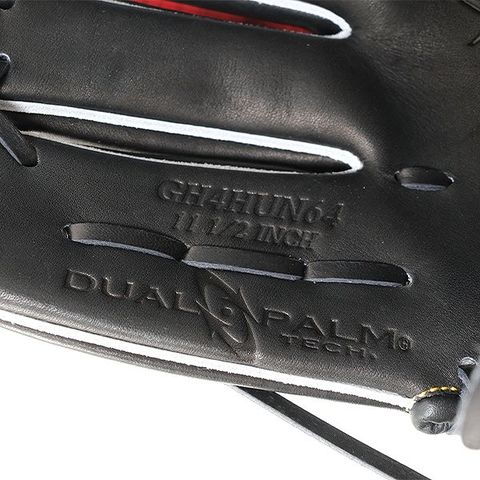 GH4HUN64
11 1/2 INCH
DUAL PALM
TECH.®